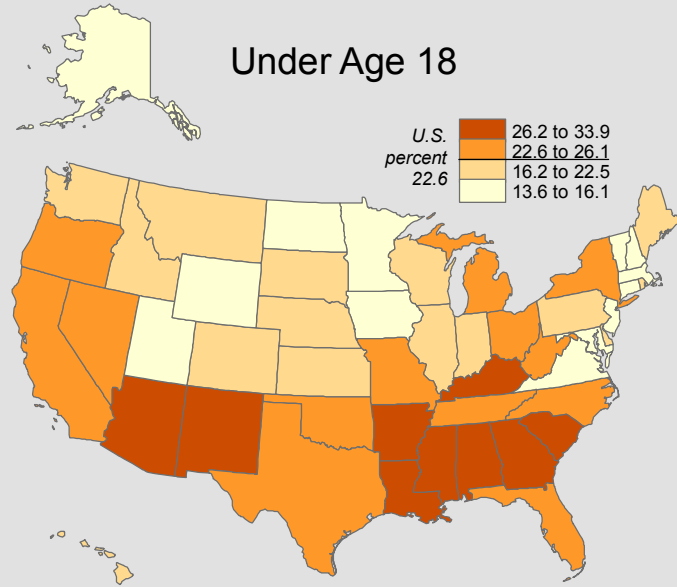 Under Age 18
U.S.
percent
22.6
26.2 to 33.9
22.6 to 26.1
16.2 to 22.5
13.6 to 16.1